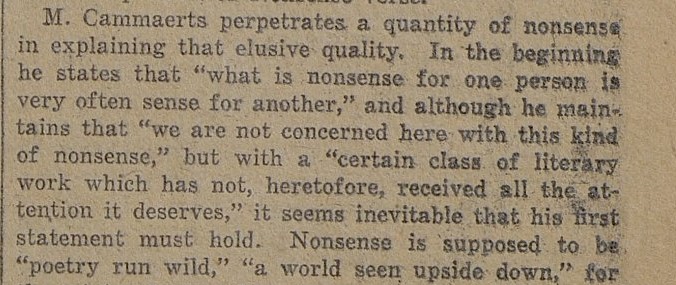 M. Cammaerts perpetrates a quantity of nonsense
in explaining that elusive quality. In the beginning
he states that “what is nonsense for one person is
very often sense for another,” and although he main-
tains that “we are not concerned here with this kind
of nonsense,” but with a “certain class of literary
work which has not, heretofore, received all the at-
tention it deserves,” it seems inevitable that his first
statement must hold. Nonsense is supposed to be
“poetry run wild,” “a world seen upside down,” for